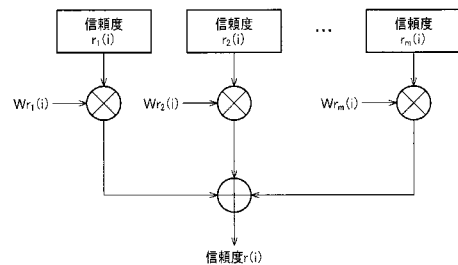 信頼度
r₁(i)
信頼度
r₂(i)
…
信頼度
rₘ(i)
Wr₁(i)
Wr₂(i)
Wrₘ(i)
信頼度r(i)